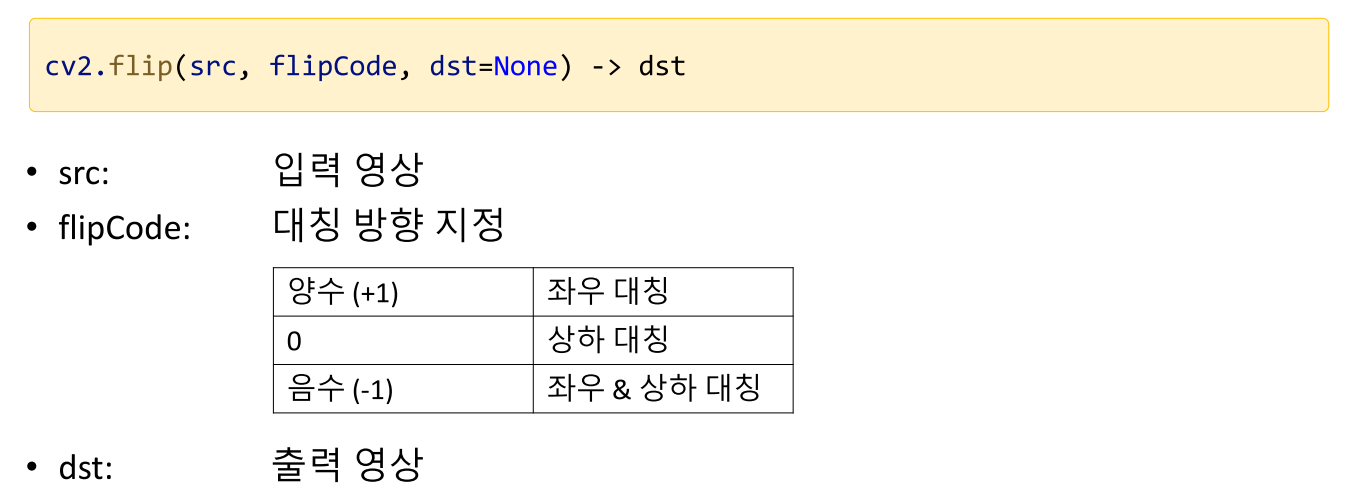 cv2.flip(src, flipCode, dst=None) -> dst
• src: 입력 영상
• flipCode: 대칭 방향 지정
양수 (+1) 좌우 대칭
0 상하 대칭
음수 (-1) 좌우 & 상하 대칭
• dst: 출력 영상